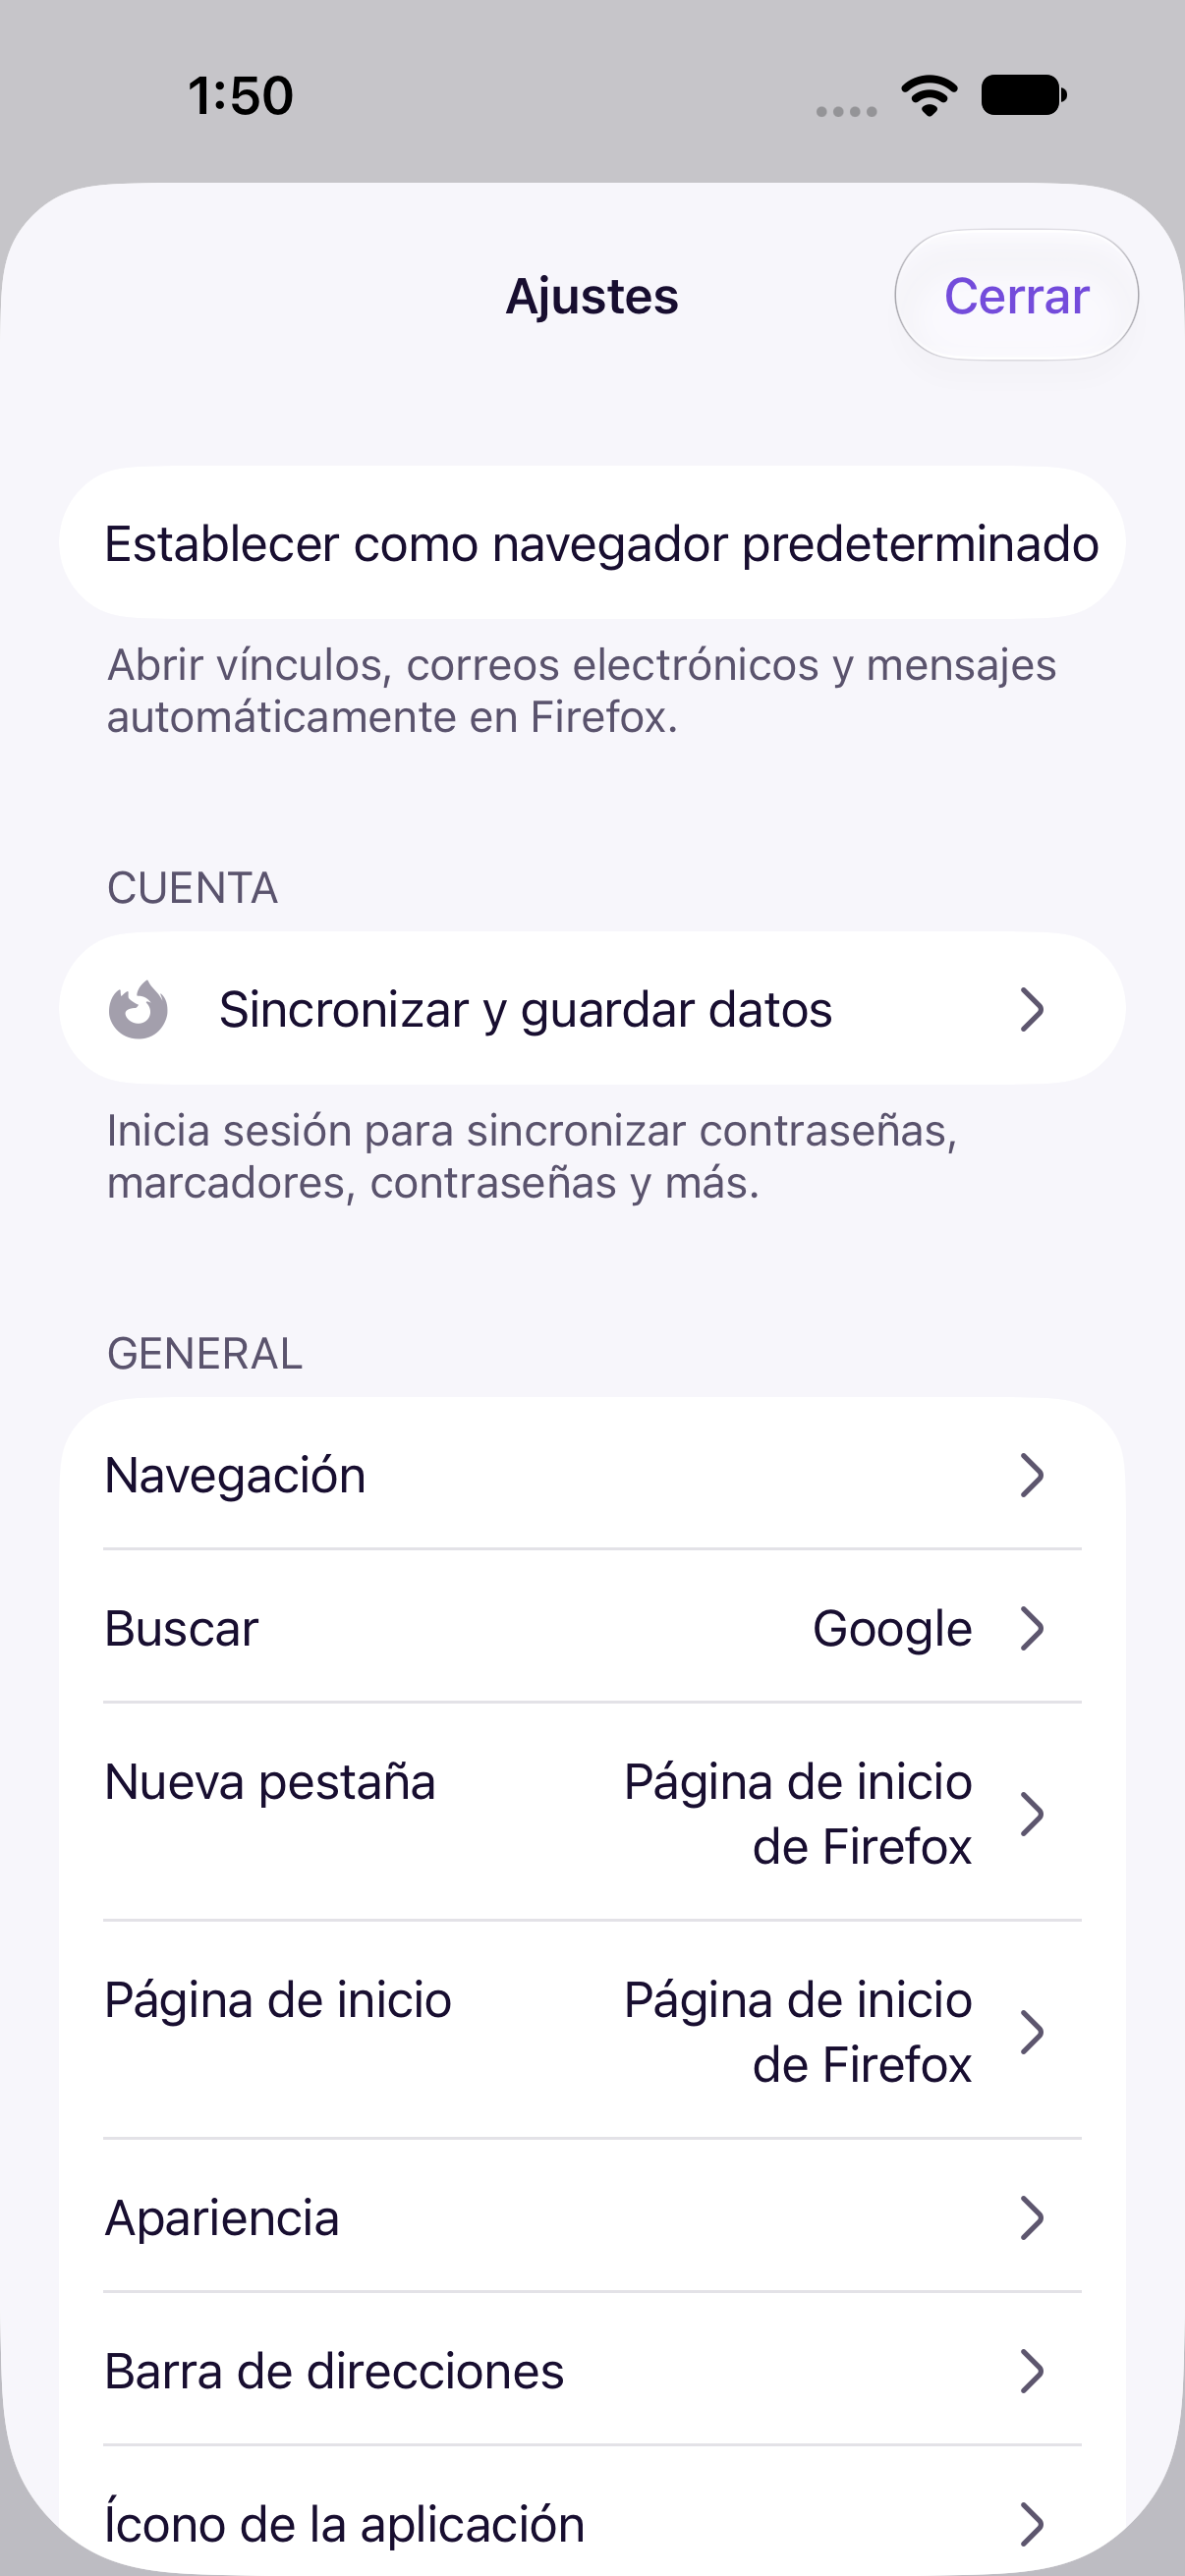 1:50
Ajustes
Cerrar
Establecer como navegador predeterminado
Abrir vínculos, correos electrónicos y mensajes
automáticamente en Firefox.
CUENTA
Sincronizar y guardar datos
Inicia sesión para sincronizar contraseñas,
marcadores, contraseñas y más.
GENERAL
Navegación
Buscar Google
Nueva pestaña Página de inicio
de Firefox
Página de inicio Página de inicio
de Firefox
Apariencia
Barra de direcciones
Ícono de la aplicación